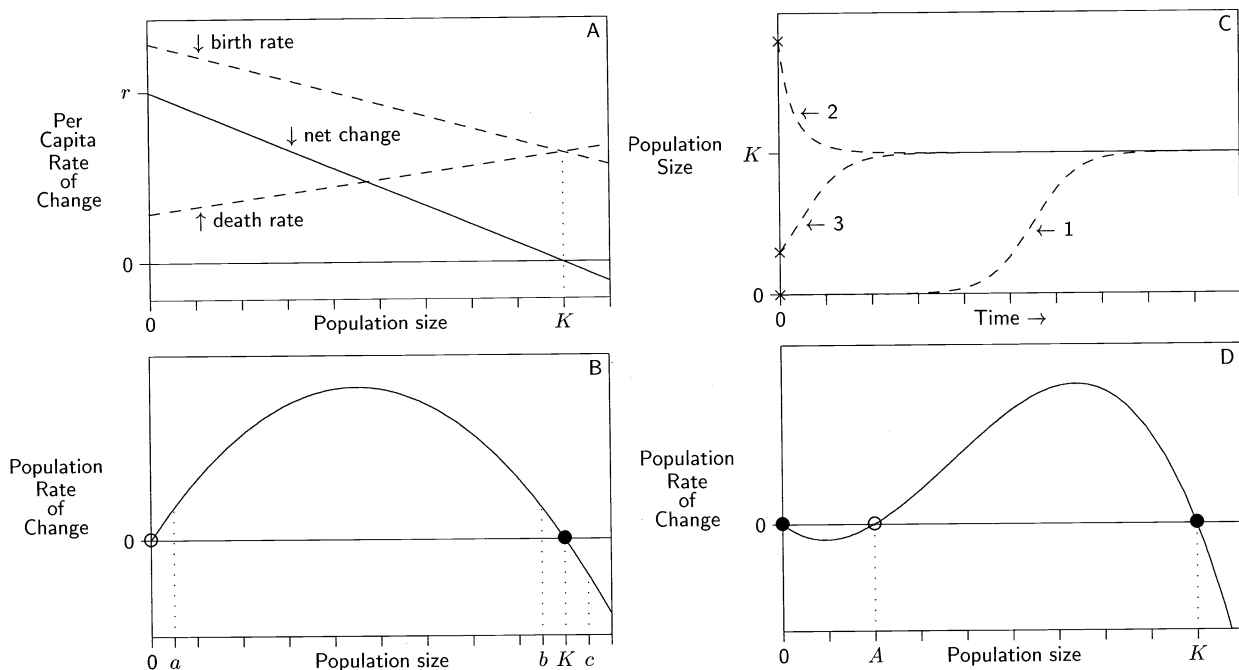 A
↓ birth rate
r
Per
Capita
Rate
of
Change
↓ net change
↑ death rate
0
0
Population size
K
C
← 2
Population
Size
K
← 3
← 1
0
0
Time →
B
Population
Rate
of
Change
0
0
a
Population size
b
K
c
D
Population
Rate
of
Change
0
0
A
Population size
K